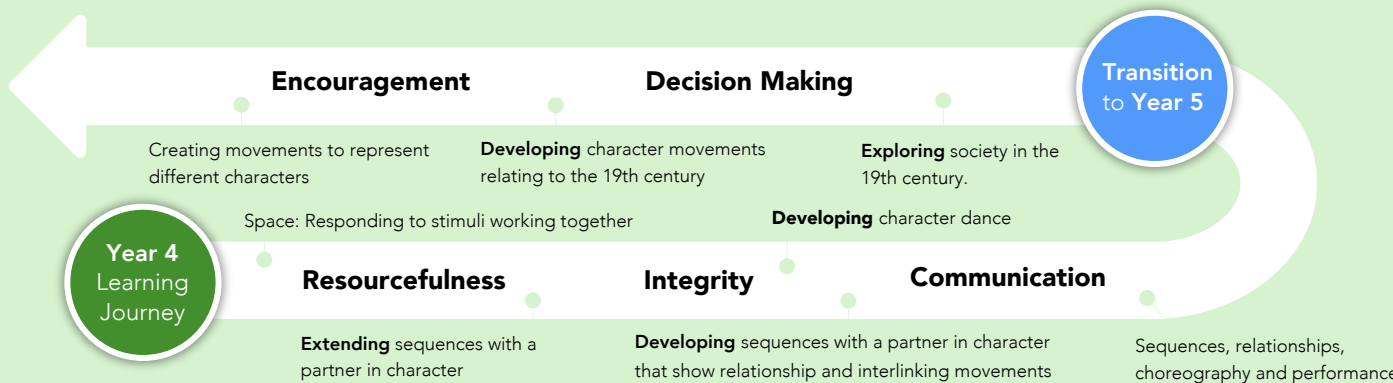 Encouragement
Decision Making
Transition
to Year 5
Creating movements to represent
different characters
Developing character movements
relating to the 19th century
Exploring society in the
19th century.
Space: Responding to stimuli working together
Developing character dance
Year 4
Learning
Journey
Resourcefulness
Integrity
Communication
Extending sequences with a
partner in character
Developing sequences with a partner in character
that show relationship and interlinking movements
Sequences, relationships,
choreography and performance